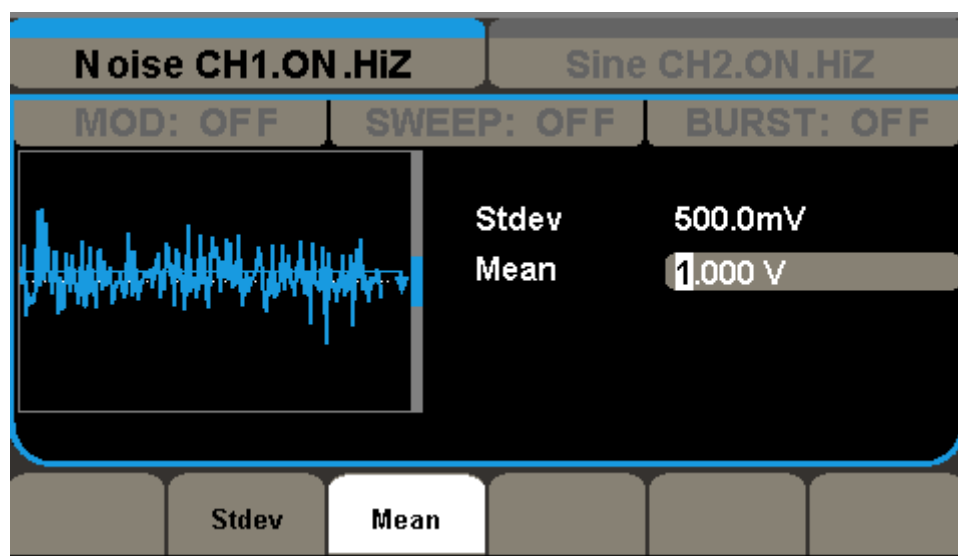 Noise CH1.ON.HiZ
Sine CH2.ON.HiZ
MOD: OFF
SWEEP: OFF
BURST: OFF
Stdev 500.0mV
Mean 1.000 V
Stdev
Mean